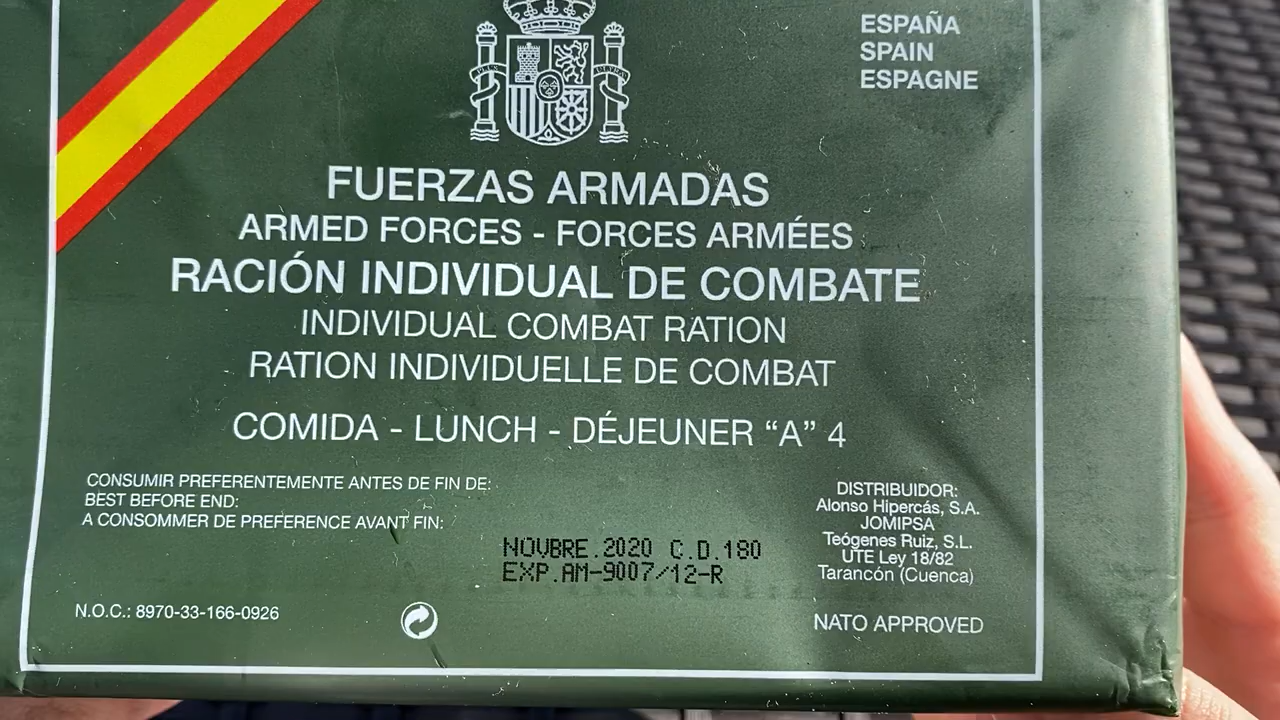 ESPAÑA
SPAIN
ESPAGNE
FUERZAS ARMADAS
ARMED FORCES - FORCES ARMÉES
RACIÓN INDIVIDUAL DE COMBATE
INDIVIDUAL COMBAT RATION
RATION INDIVIDUELLE DE COMBAT
COMIDA - LUNCH - DÉJEUNER “A” 4
CONSUMIR PREFERENTEMENTE ANTES DE FIN DE:
BEST BEFORE END:
A CONSOMMER DE PREFERENCE AVANT FIN:
NOVBRE.2020 C.D.180
EXP.AM-9007/12-R
DISTRIBUIDOR:
Alonso Hipercás, S.A.
JOMIPSA
Teógenes Ruiz, S.L.
UTE Ley 18/82
Tarancón (Cuenca)
N.O.C.: 8970-33-166-0926
NATO APPROVED